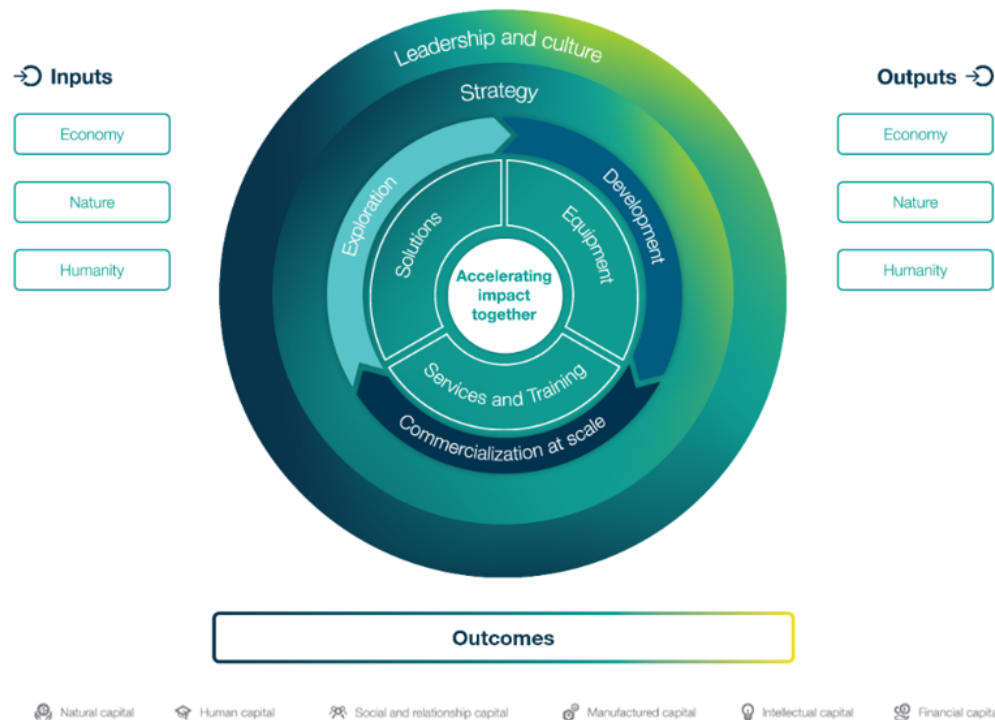 Leadership and culture
Inputs
Outputs
Strategy
Economy
Economy
Exploration
Development
Solutions
Equipment
Nature
Nature
Humanity
Humanity
Accelerating
impact
together
Services and Training
Commercialization at scale
Outcomes
Natural capital
Human capital
Social and relationship capital
Manufactured capital
Intellectual capital
Financial capital